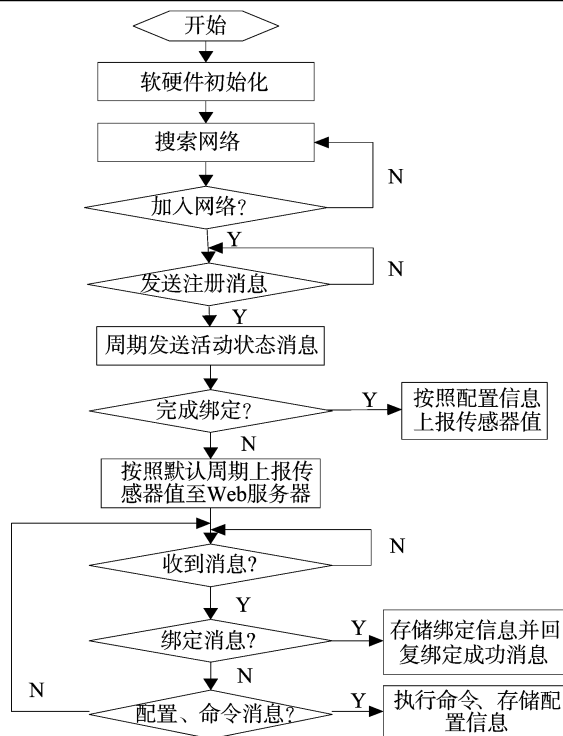 开始
软硬件初始化
搜索网络
N
加入网络?
Y
N
发送注册消息
Y
周期发送活动状态消息
完成绑定?
Y
按照配置信息
上报传感器值
N
按照默认周期上报传
感器值至Web服务器
收到消息?
N
Y
绑定消息?
Y
存储绑定信息并回
复绑定成功消息
N
N
配置、命令消息?
Y
执行命令、存储配
置信息